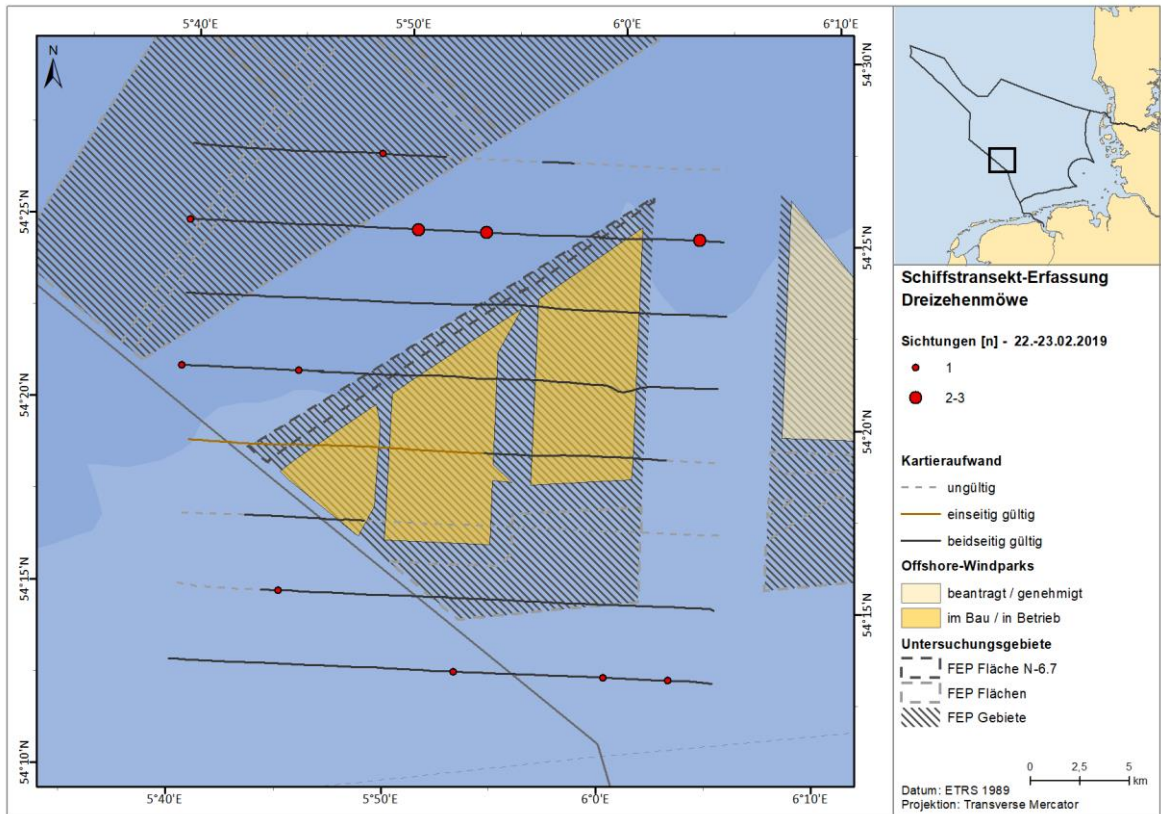 5°40'E
5°50'E
6°0'E
6°10'E
N
54°30'N
54°25'N
54°25'N
54°20'N
54°20'N
54°15'N
54°15'N
54°10'N
5°40'E
5°50'E
6°0'E
6°10'E
Schiffstransekt-Erfassung
Dreizehenmöwe
Sichtungen [n] - 22.-23.02.2019
1
2-3
Kartieraufwand
ungültig
einseitig gültig
beidseitig gültig
Offshore-Windparks
beantragt / genehmigt
im Bau / in Betrieb
Untersuchungsgebiete
FEP Fläche N-6.7
FEP Flächen
FEP Gebiete
0 2,5 5
km
Datum: ETRS 1989
Projektion: Transverse Mercator